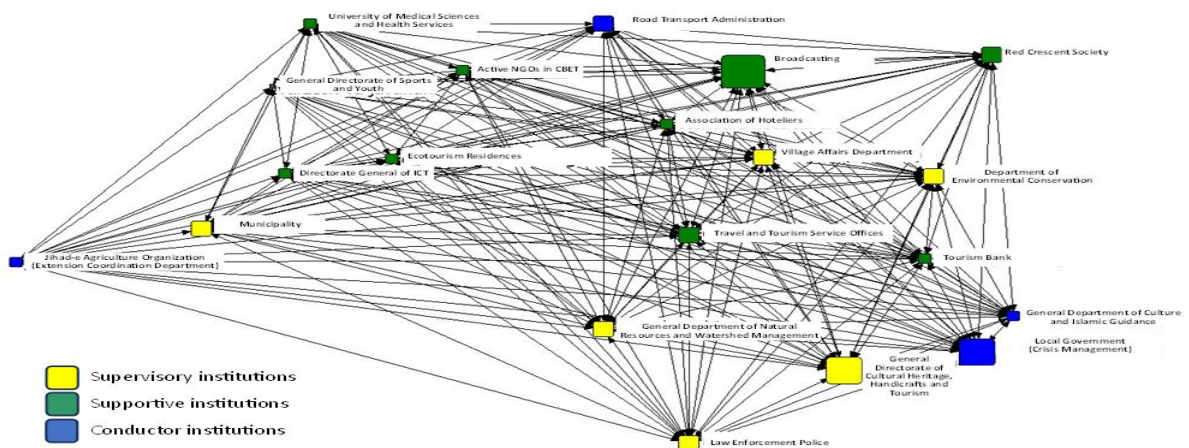 University of Medical Sciences
and Health Services
Road Transport Administration
Red Crescent Society
Broadcasting
Active NGOs in CBET
General Directorate of Sports
and Youth
Association of Hoteliers
Village Affairs Department
Ecotourism Residences
Directorate General of ICT
Department of
Environmental Conservation
Municipality
Travel and Tourism Service Offices
Jihad-e Agriculture Organization
(Extension Coordination Department)
Tourism Bank
General Department of Culture
and Islamic Guidance
General Department of Natural
Resources and Watershed Management
Local Government
(Crisis Management)
General
Directorate of
Cultural Heritage,
Handicrafts and
Tourism
Law Enforcement Police
Supervisory institutions
Supportive institutions
Conductor institutions